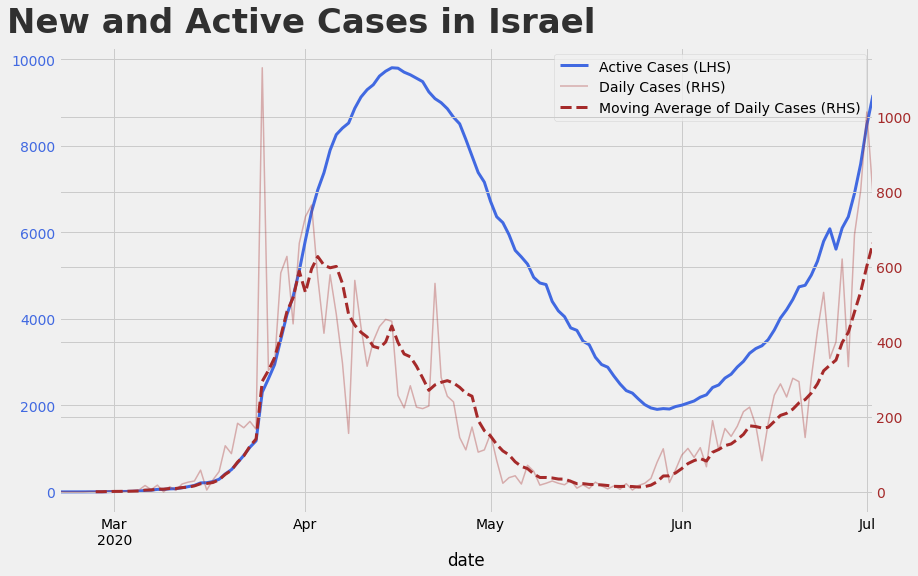 New and Active Cases in Israel
Active Cases (LHS)
Daily Cases (RHS)
Moving Average of Daily Cases (RHS)
10000
8000
6000
4000
2000
0
1000
800
600
400
200
0
Mar
2020
Apr
May
Jun
Jul
date